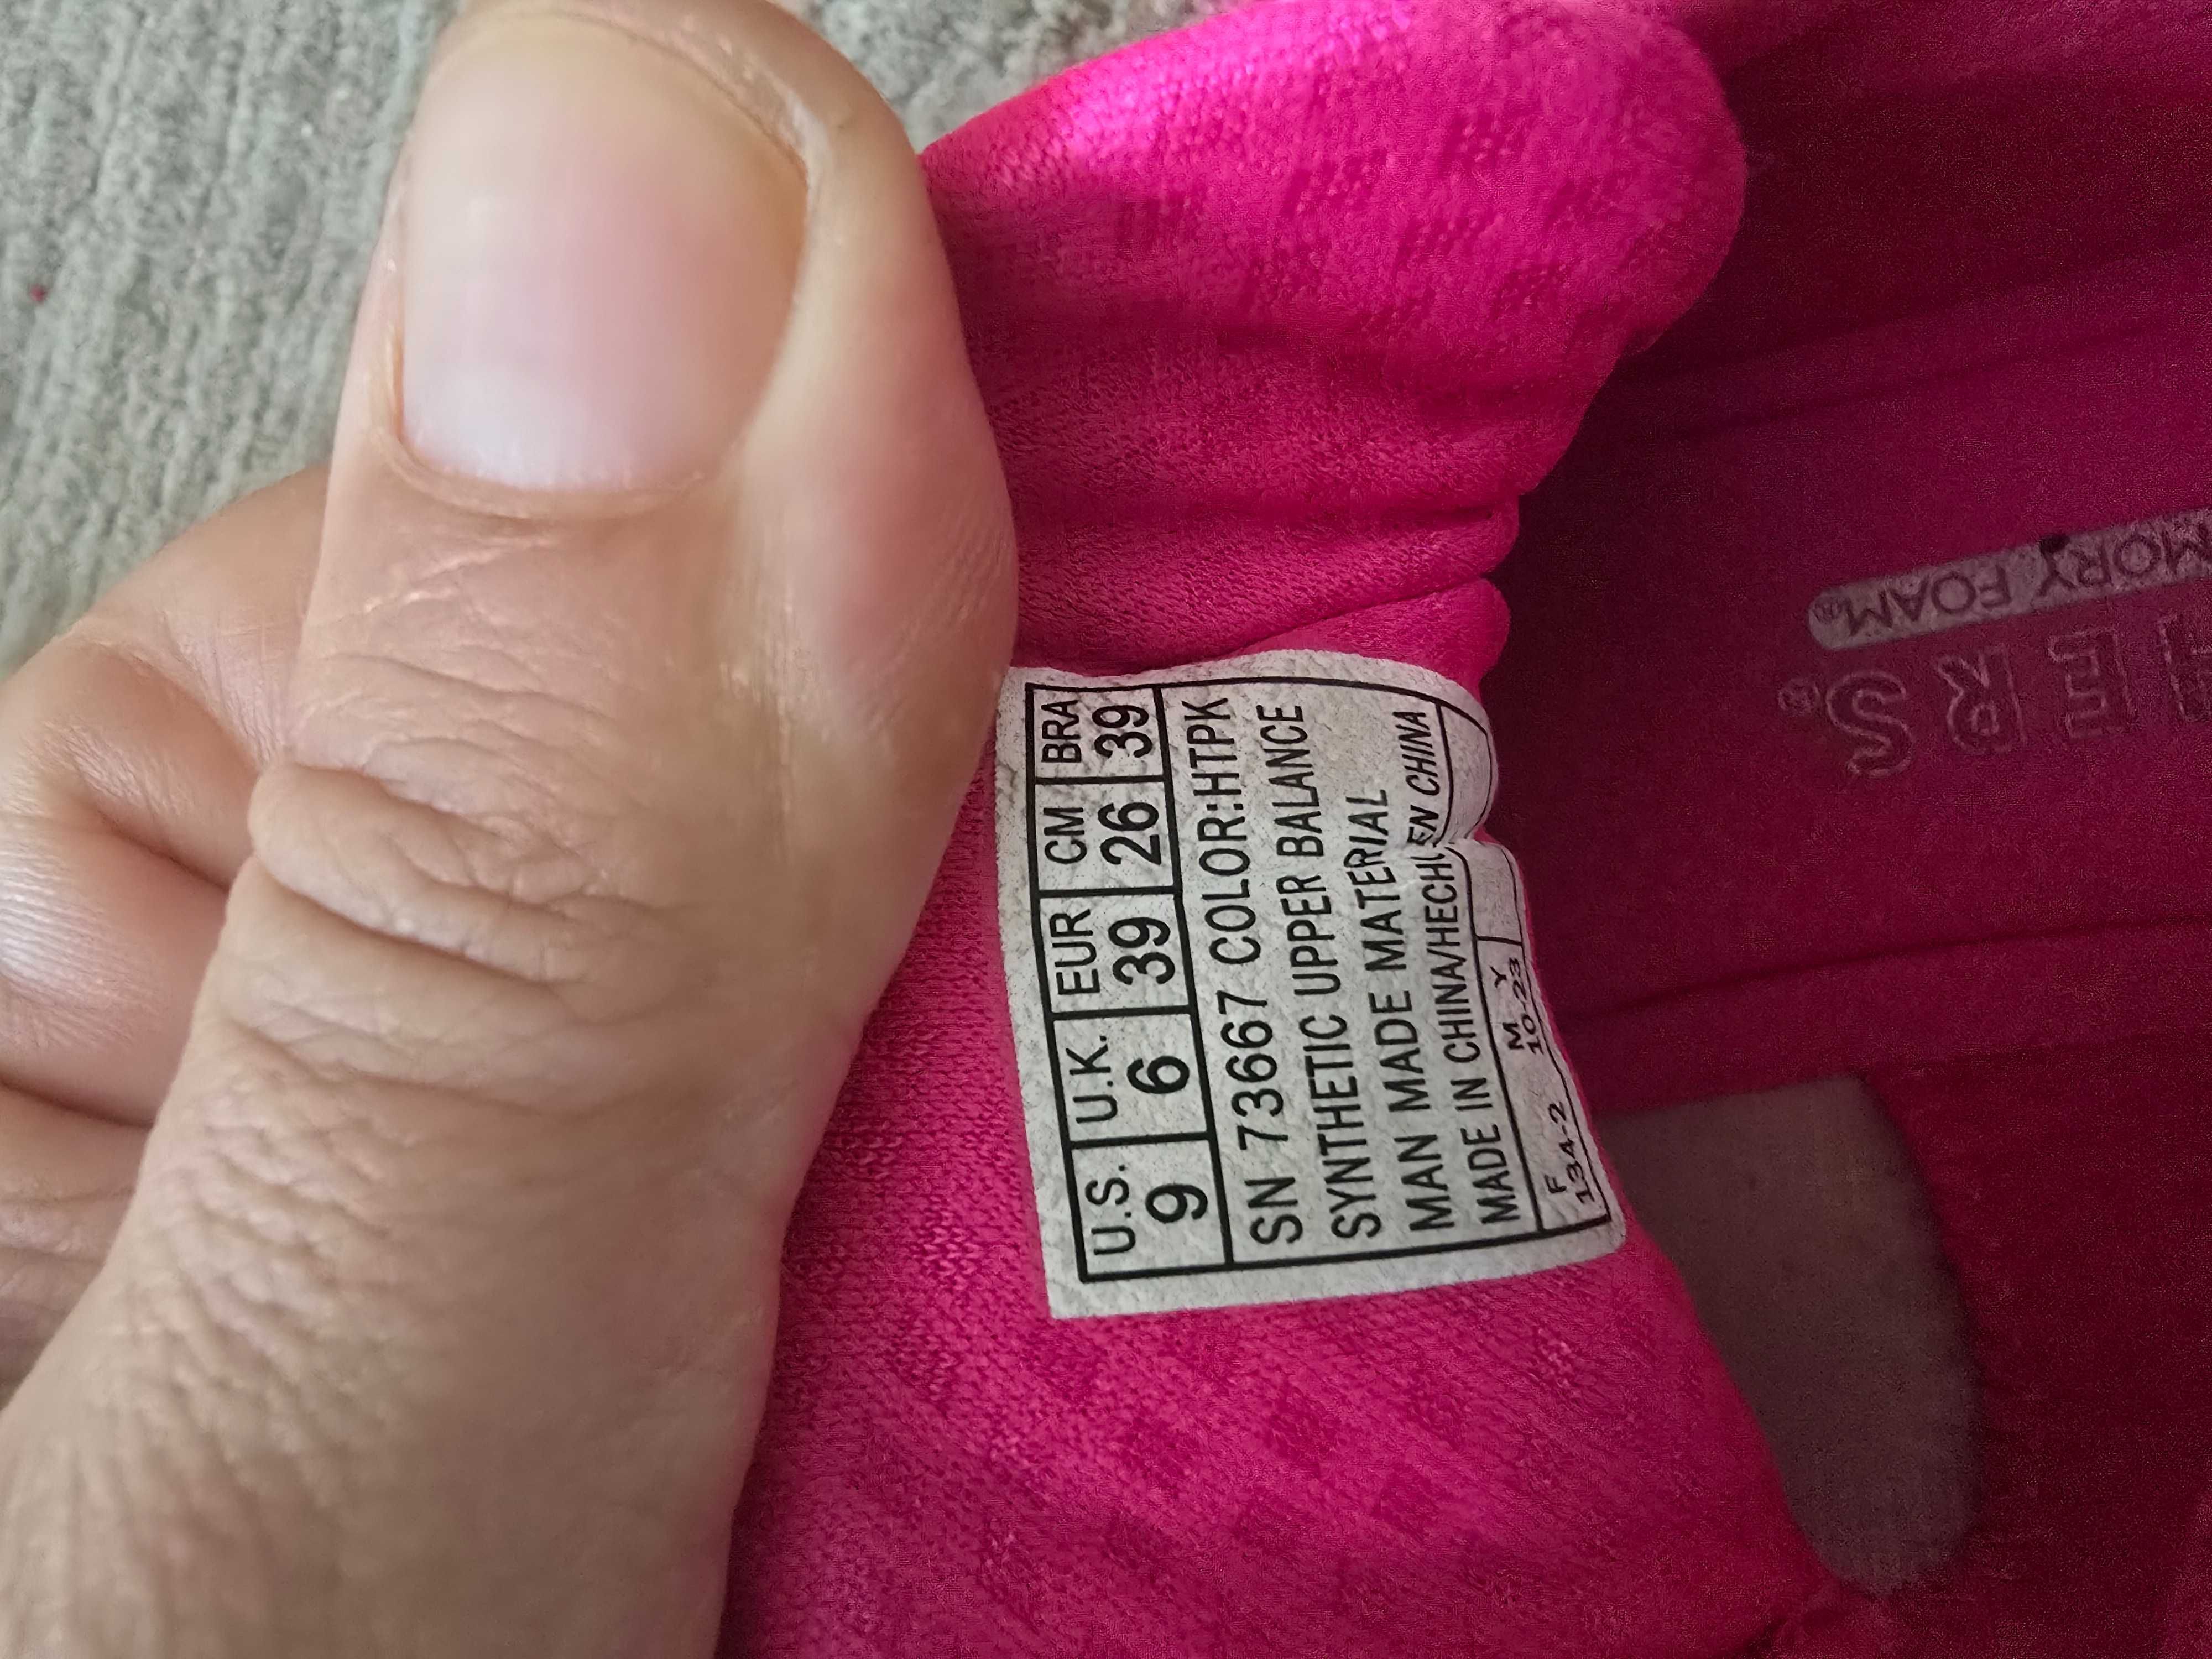 U.S. U.K. EUR CM BRA
9 6 39 26 39
SN 73667 COLOR:HTPK
SYNTHETIC UPPER BALANCE
MAN MADE MATERIAL
MADE IN CHINA/HECHO EN CHINA
F M Y
134-2 10-23
MORY FOAM®
HERS®